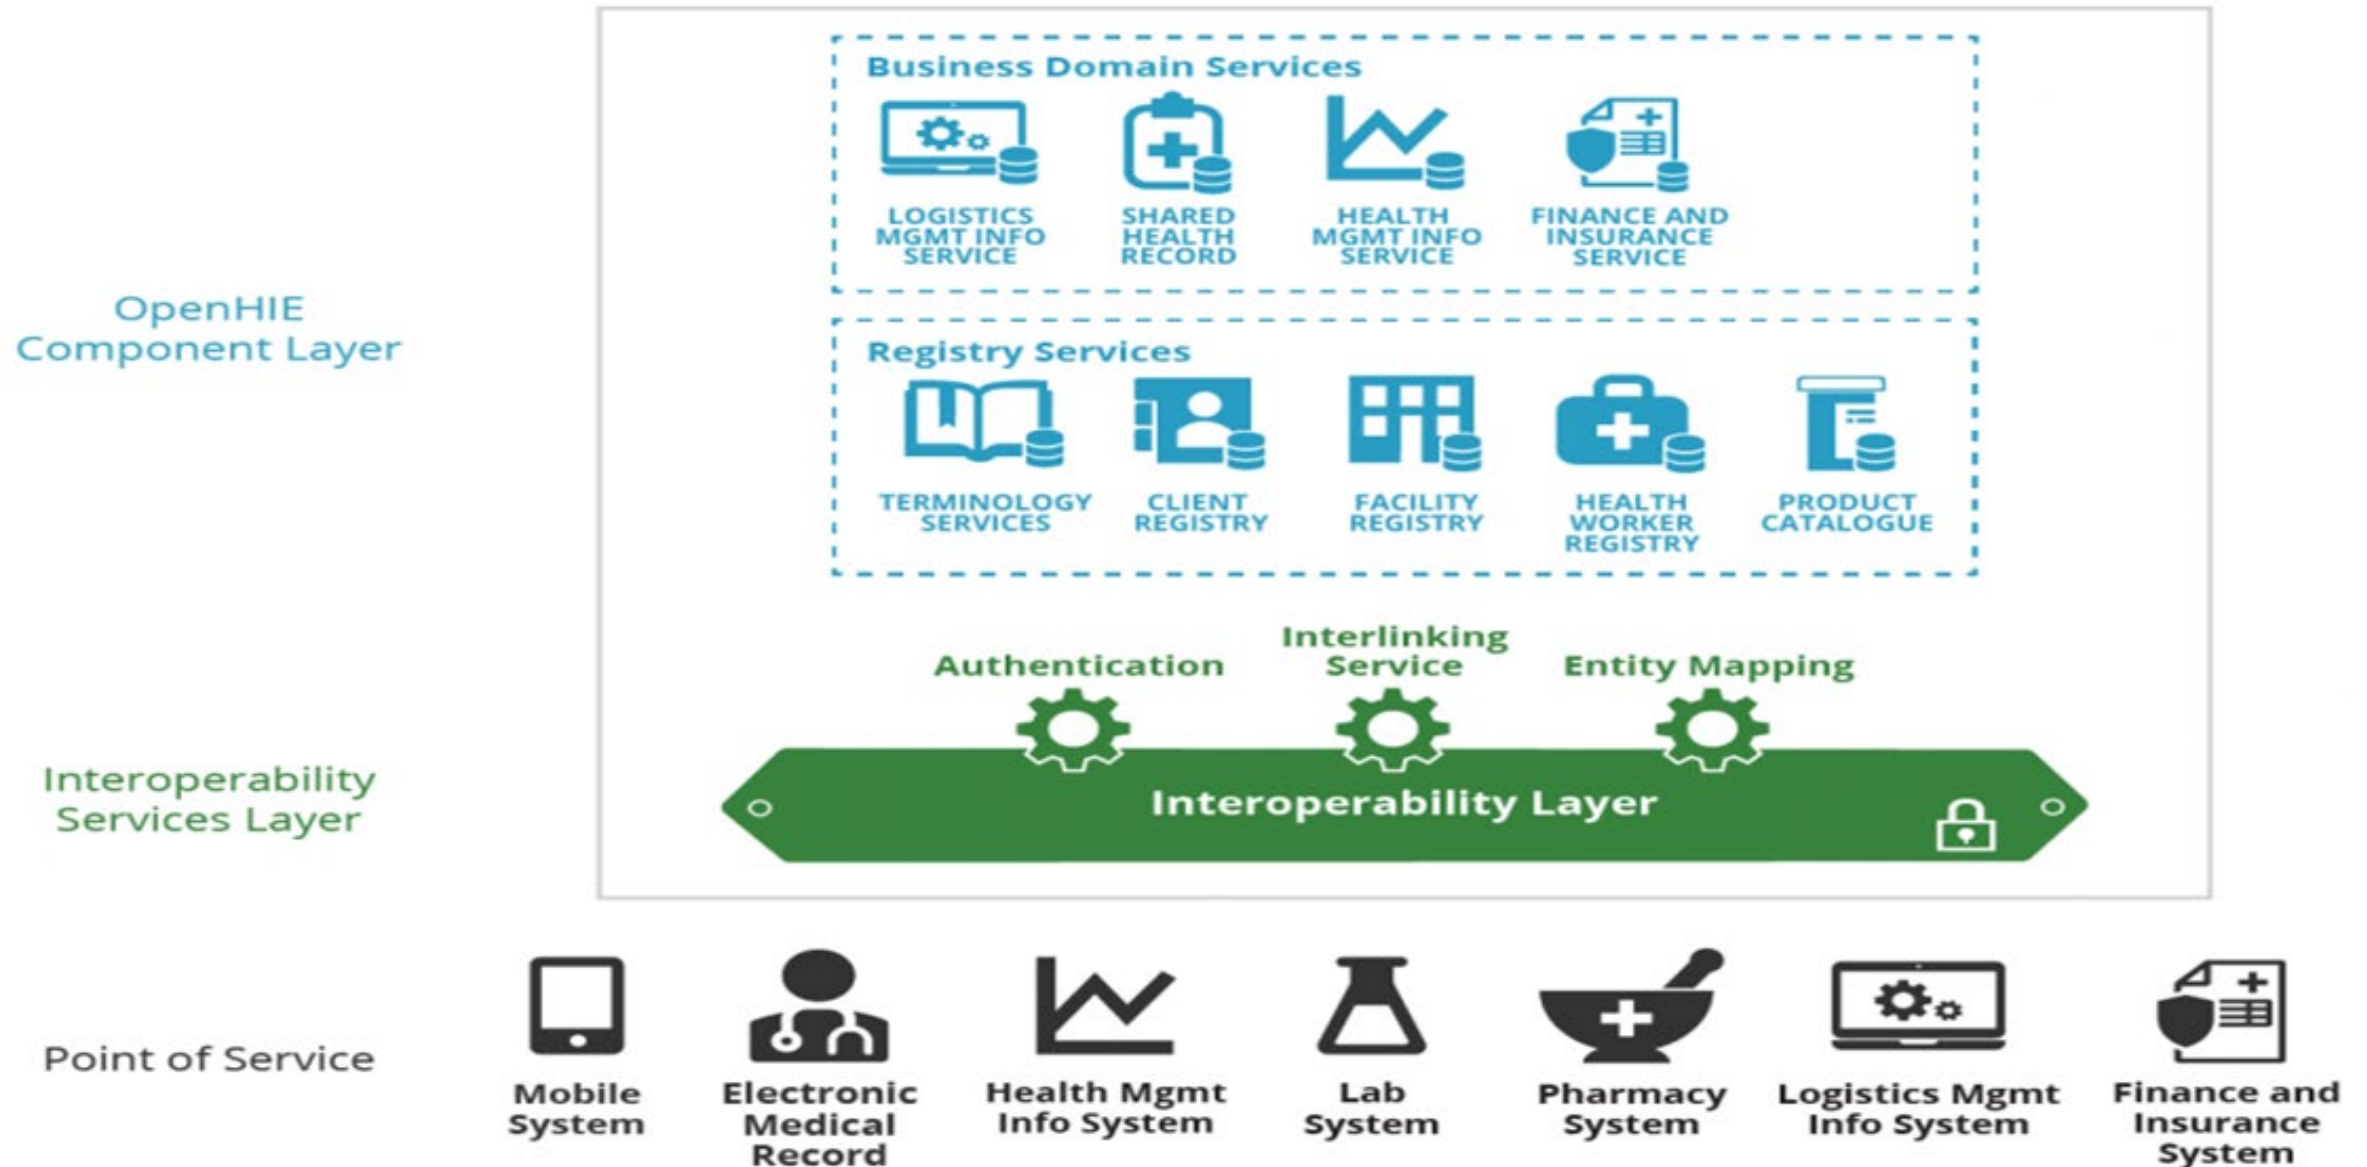 Business Domain Services
LOGISTICS
MGMT INFO
SERVICE
SHARED
HEALTH
RECORD
HEALTH
MGMT INFO
SERVICE
FINANCE AND
INSURANCE
SERVICE
OpenHIE
Component Layer
Registry Services
TERMINOLOGY
SERVICES
CLIENT
REGISTRY
FACILITY
REGISTRY
HEALTH
WORKER
REGISTRY
PRODUCT
CATALOGUE
Authentication
Interlinking
Service
Entity Mapping
Interoperability
Services Layer
Interoperability Layer
Point of Service
Mobile
System
Electronic
Medical
Record
Health Mgmt
Info System
Lab
System
Pharmacy
System
Logistics Mgmt
Info System
Finance and
Insurance
System